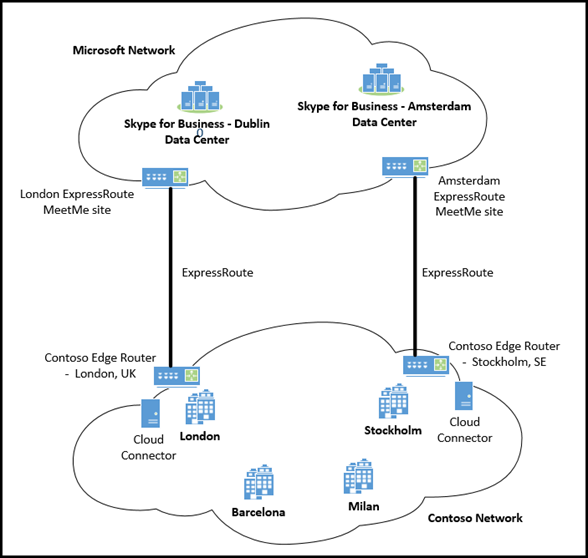 Microsoft Network
Skype for Business - Dublin
Data Center
0
Skype for Business - Amsterdam
Data Center
London ExpressRoute
MeetMe site
Amsterdam
ExpressRoute
MeetMe site
ExpressRoute
ExpressRoute
Contoso Edge Router
- London, UK
Contoso Edge Router
- Stockholm, SE
Cloud
Connector
London
Stockholm
Cloud
Connector
Barcelona
Milan
Contoso Network